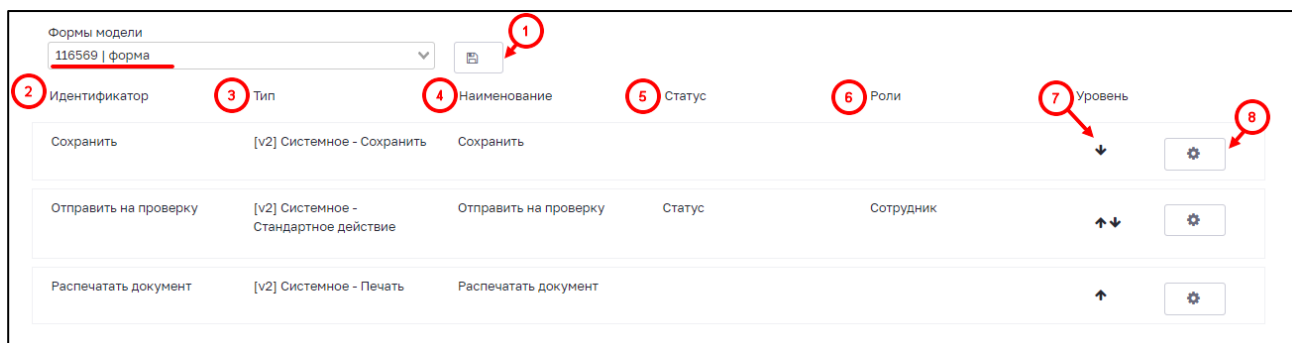 Формы модели
1
116569 | форма
2 Идентификатор 3 Тип 4 Наименование 5 Статус 6 Роли 7 Уровень
8
Сохранить [v2] Системное - Сохранить Сохранить
Отправить на проверку [v2] Системное - Отправить на проверку Статус Сотрудник
Стандартное действие
Распечатать документ [v2] Системное - Печать Распечатать документ